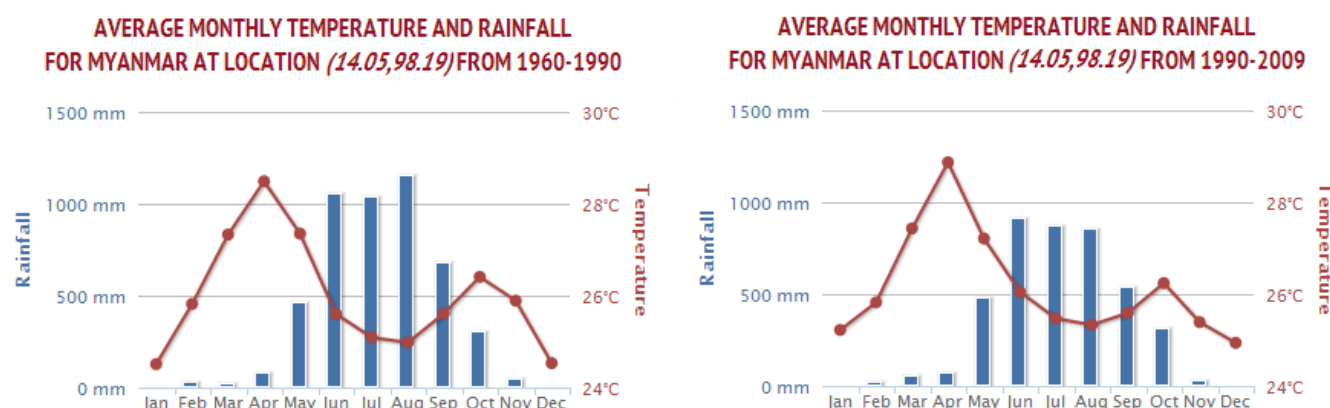 AVERAGE MONTHLY TEMPERATURE AND RAINFALL
FOR MYANMAR AT LOCATION (14.05,98.19) FROM 1960-1990
1500 mm
30°C
1000 mm
28°C
500 mm
26°C
0 mm
24°C
Rainfall
Temperature
Jan Feb Mar Apr May Jun Jul Aug Sep Oct Nov Dec
AVERAGE MONTHLY TEMPERATURE AND RAINFALL
FOR MYANMAR AT LOCATION (14.05,98.19) FROM 1990-2009
1500 mm
30°C
1000 mm
28°C
500 mm
26°C
0 mm
24°C
Rainfall
Temperature
Jan Feb Mar Apr May Jun Jul Aug Sep Oct Nov Dec